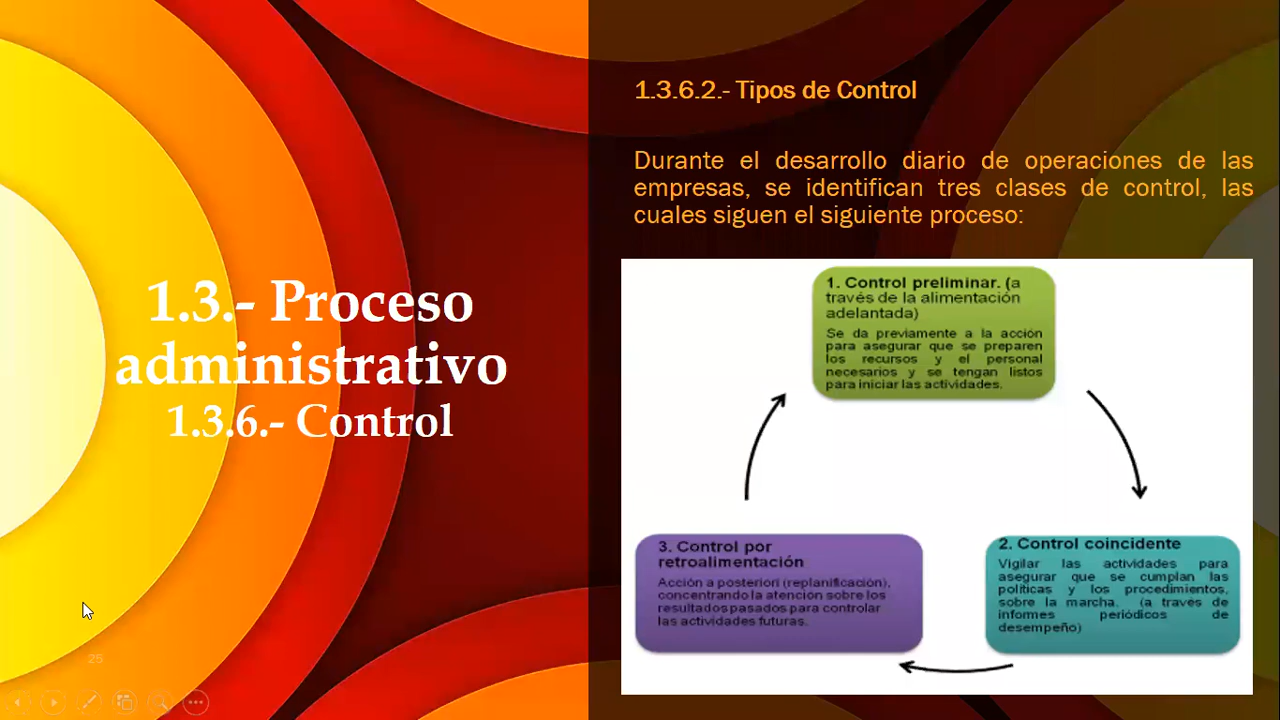 1.3.- Proceso
administrativo
1.3.6.- Control
25
1.3.6.2.- Tipos de Control
Durante el desarrollo diario de operaciones de las
empresas, se identifican tres clases de control, las
cuales siguen el siguiente proceso:
1. Control preliminar. (a
través de la alimentación
adelantada)
Se da previamente a la acción
para asegurar que se preparen
los recursos y el personal
necesarios y se tengan listos
para iniciar las actividades.
2. Control coincidente
Vigilar las actividades para
asegurar que se cumplan las
políticas y los procedimientos,
sobre la marcha. (a través de
informes periódicos de
desempeño)
3. Control por
retroalimentación
Acción a posteriori (replanificación),
concentrando la atención sobre los
resultados pasados para controlar
las actividades futuras.